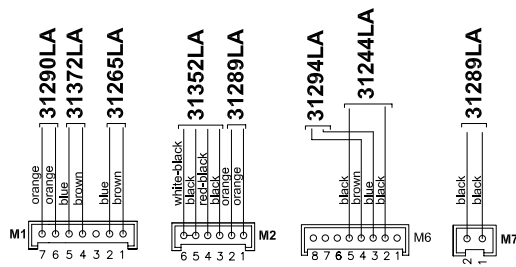 31290LA
31372LA
31265LA
31352LA
31289LA
31294LA
31244LA
31289LA
orange
orange
blue
brown
blue
brown
white-black
black
red-black
black
orange
orange
black
brown
blue
black
black
black
M1
7 6 5 4 3 2 1
6 5 4 3 2 1
M2
8 7 6 5 4 3 2 1
M6
2 1
M7